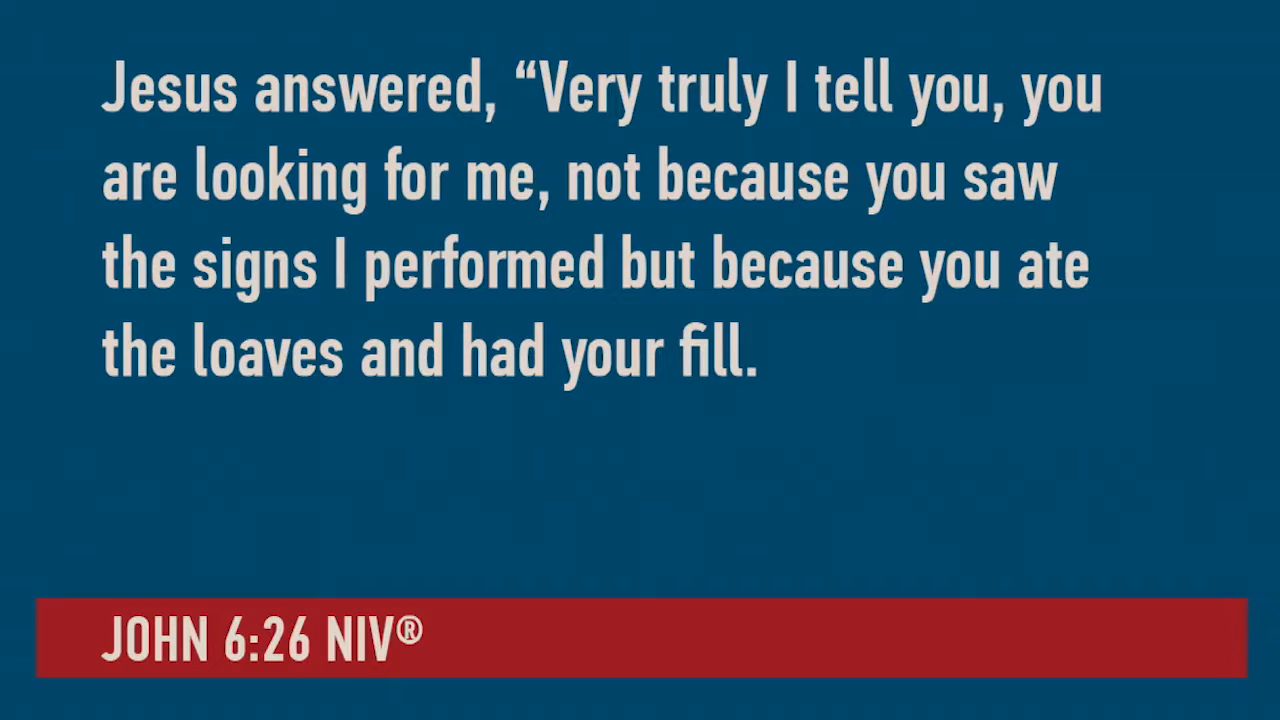 Jesus answered, “Very truly I tell you, you
are looking for me, not because you saw
the signs I performed but because you ate
the loaves and had your fill.
JOHN 6:26 NIV®